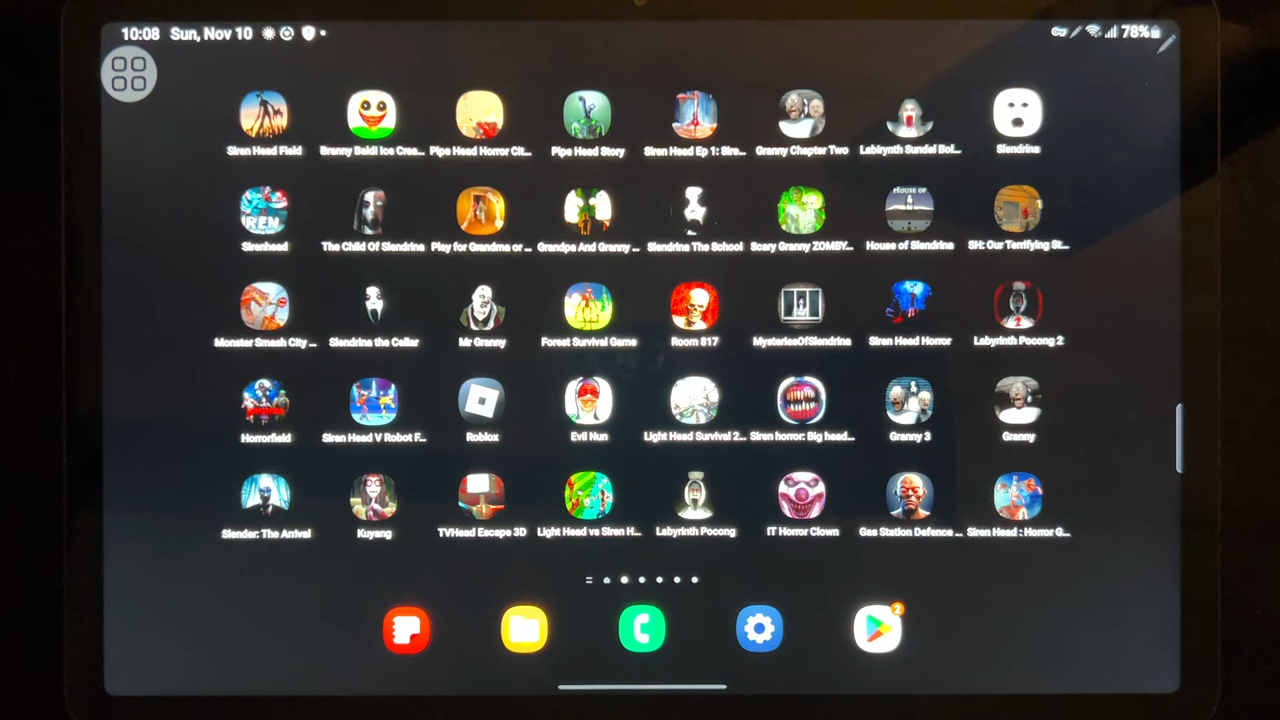 10:08 Sun, Nov 10 78%
Siren Head Field Branny Baldi Ice Crea... Pipe Head Horror Cit... Pipe Head Story Siren Head Ep 1: Sire... Granny Chapter Two Labirynth Sundel Bol... Slendrina
REN
HOUSE OF
Sirenhead The Child Of Slendrina Play for Grandma or ... Grandpa And Granny ... Slendrina The School Scary Granny ZOMBY... House of Slendrina SH: Our Terrifying St...
Monster Smash City ... Slendrina the Cellar Mr Granny Forest Survival Game Room 817 MysteriesOfSlendrina Siren Head Horror Labyrinth Pocong 2
Horrorfield Siren Head V Robot F... Roblox Evil Nun Light Head Survival 2... Siren horror: Big head... Granny 3 Granny
Slender: The Arrival Kuyang TVHead Escape 3D Light Head vs Siren H... Labyrinth Pocong IT Horror Clown Gas Station Defence ... Siren Head : Horror G...
2